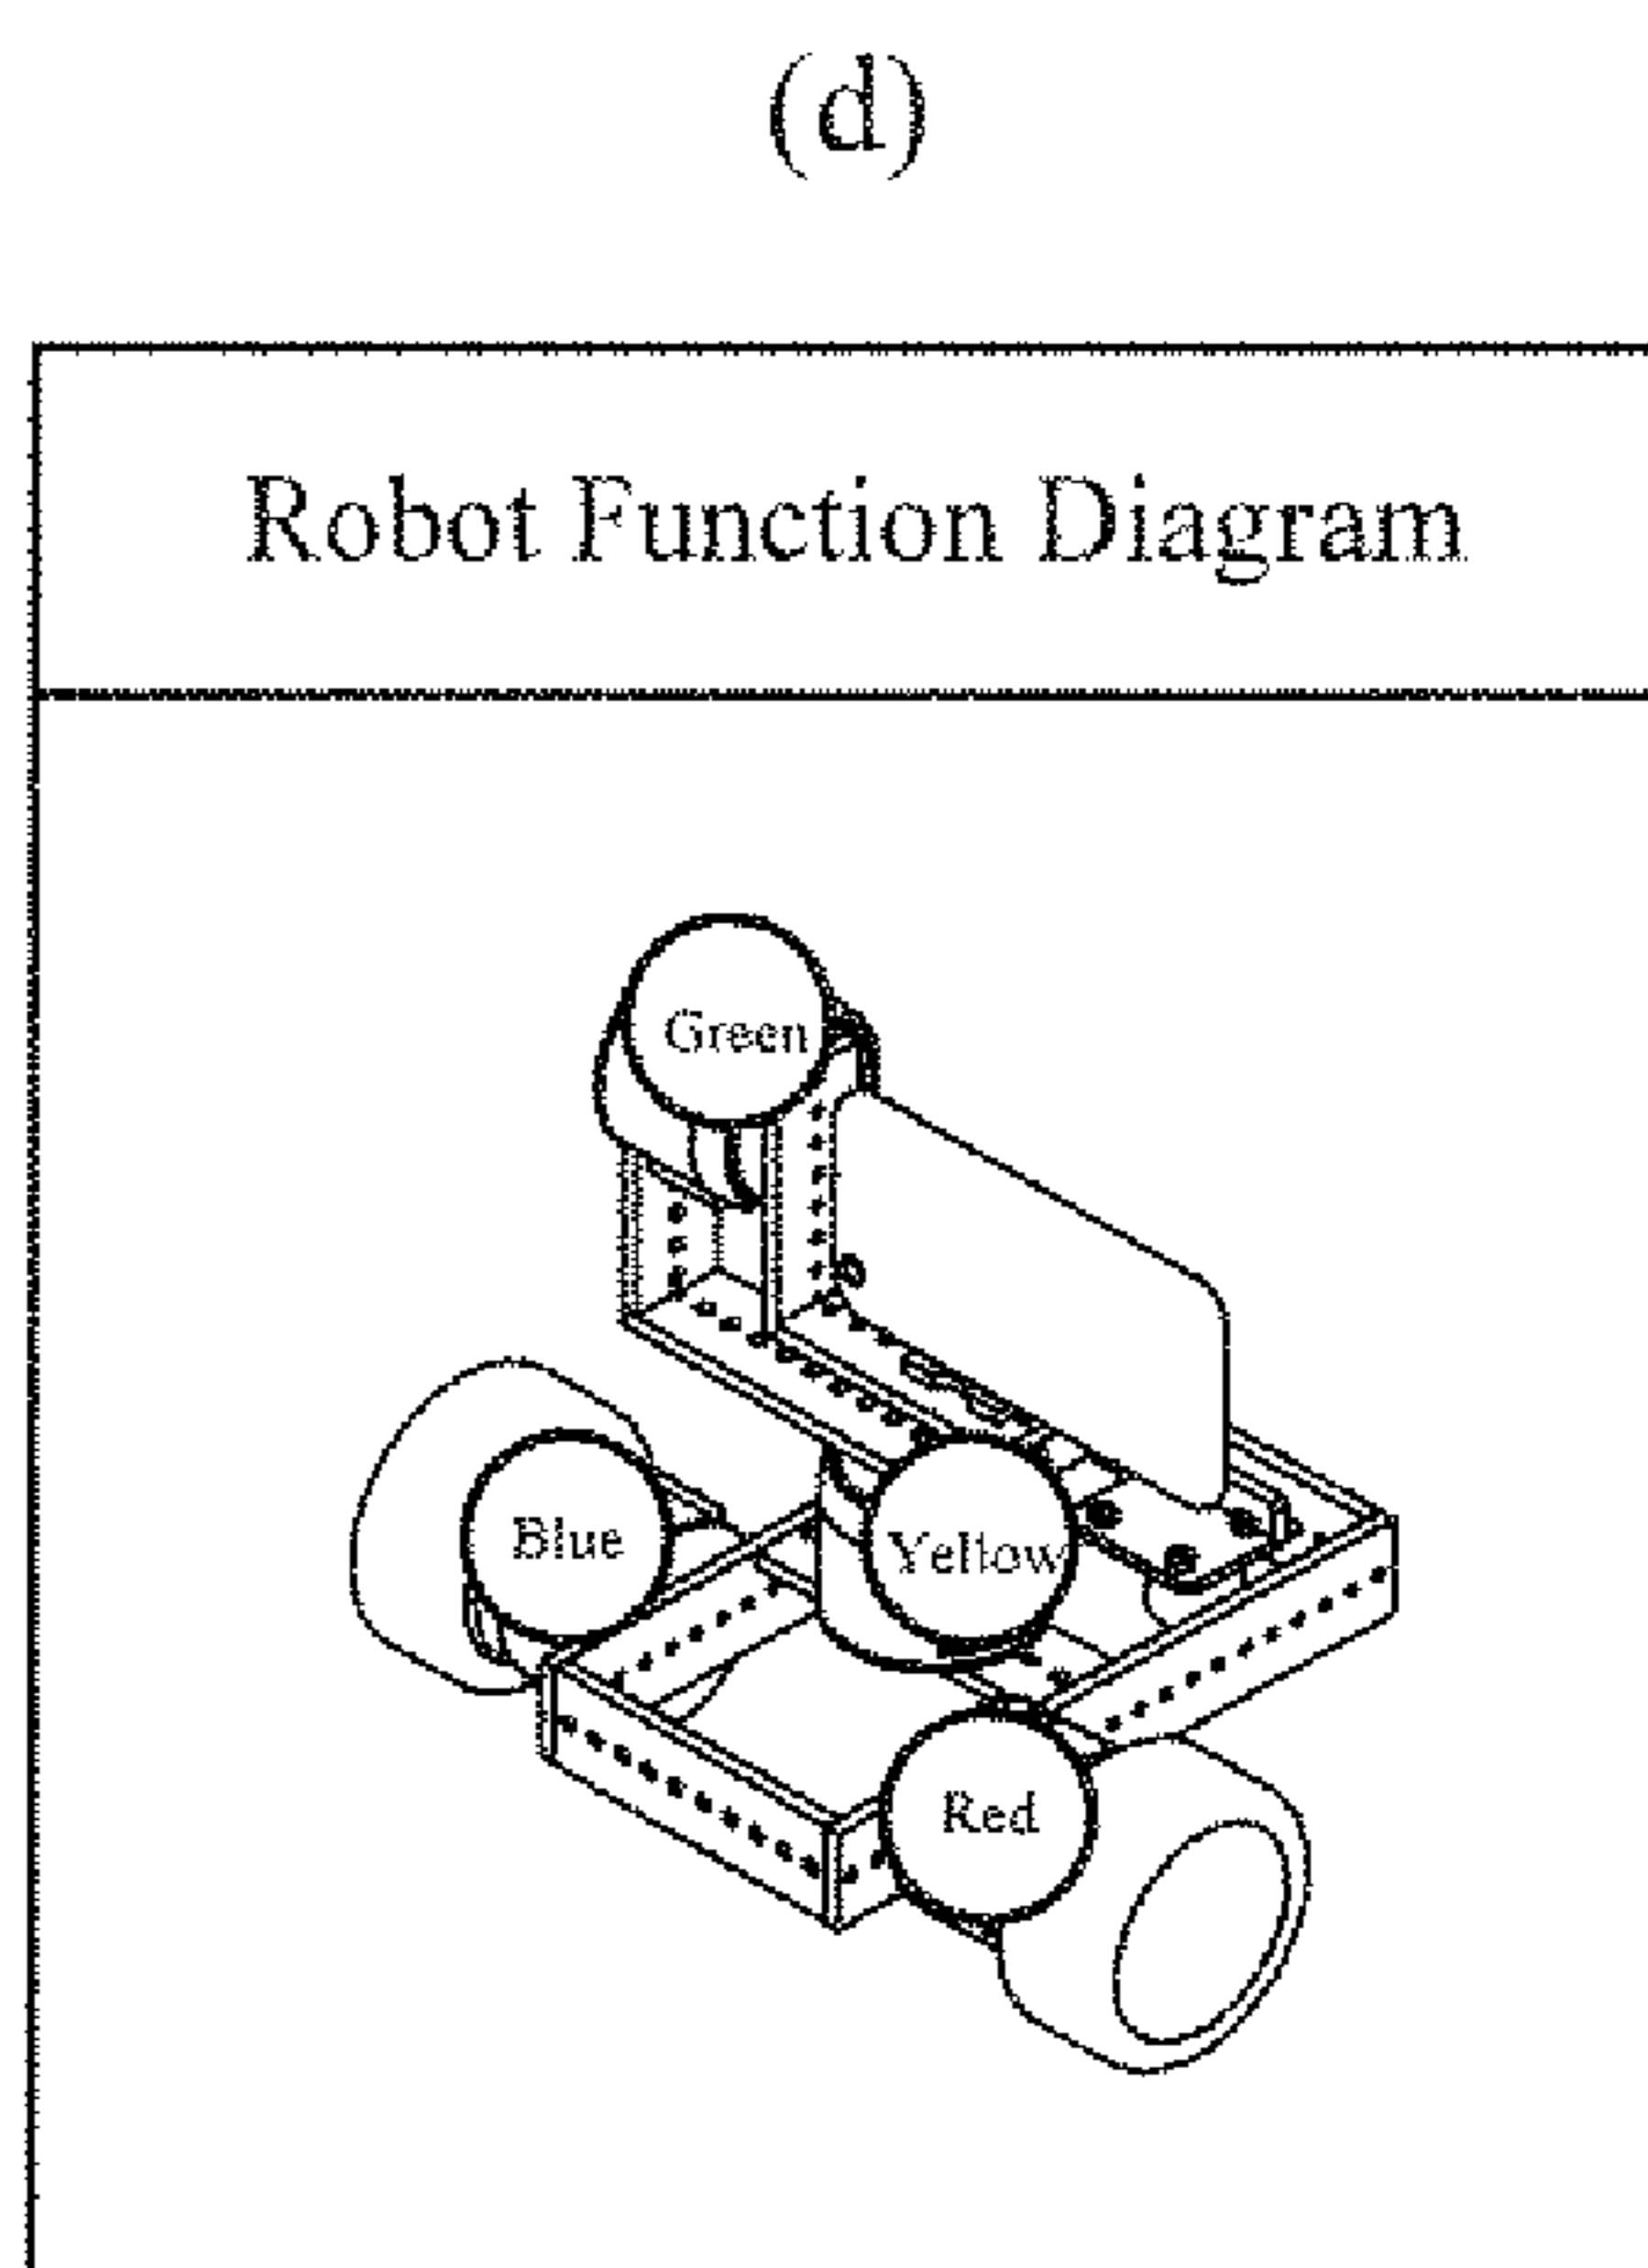 (d)
Robot Function Diagram
Green
Blue
Yellow
Red